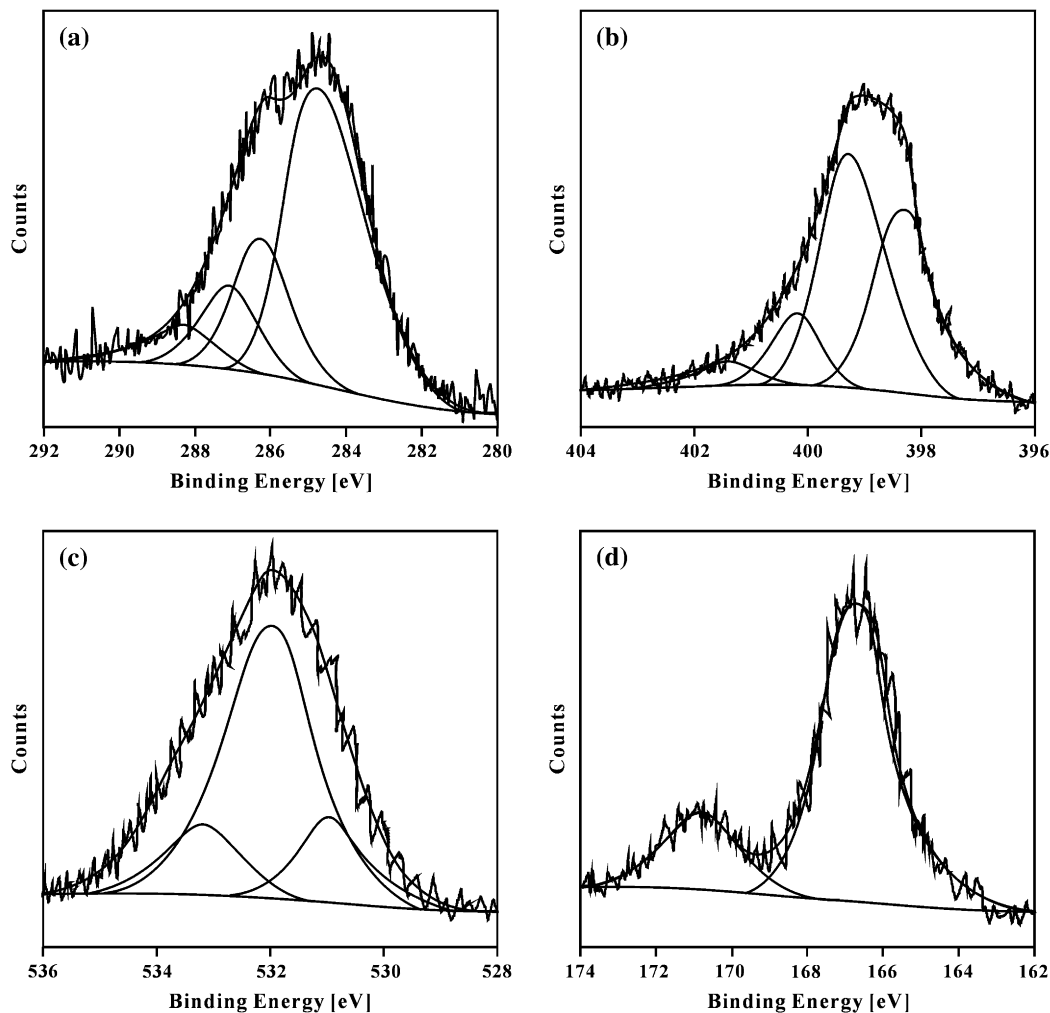 (a)
Counts
292 290 288 286 284 282 280
Binding Energy [eV]
(b)
404 402 400 398 396
Binding Energy [eV]
(c)
Counts
536 534 532 530 528
Binding Energy [eV]
(d)
Counts
174 172 170 168 166 164 162
Binding Energy [eV]